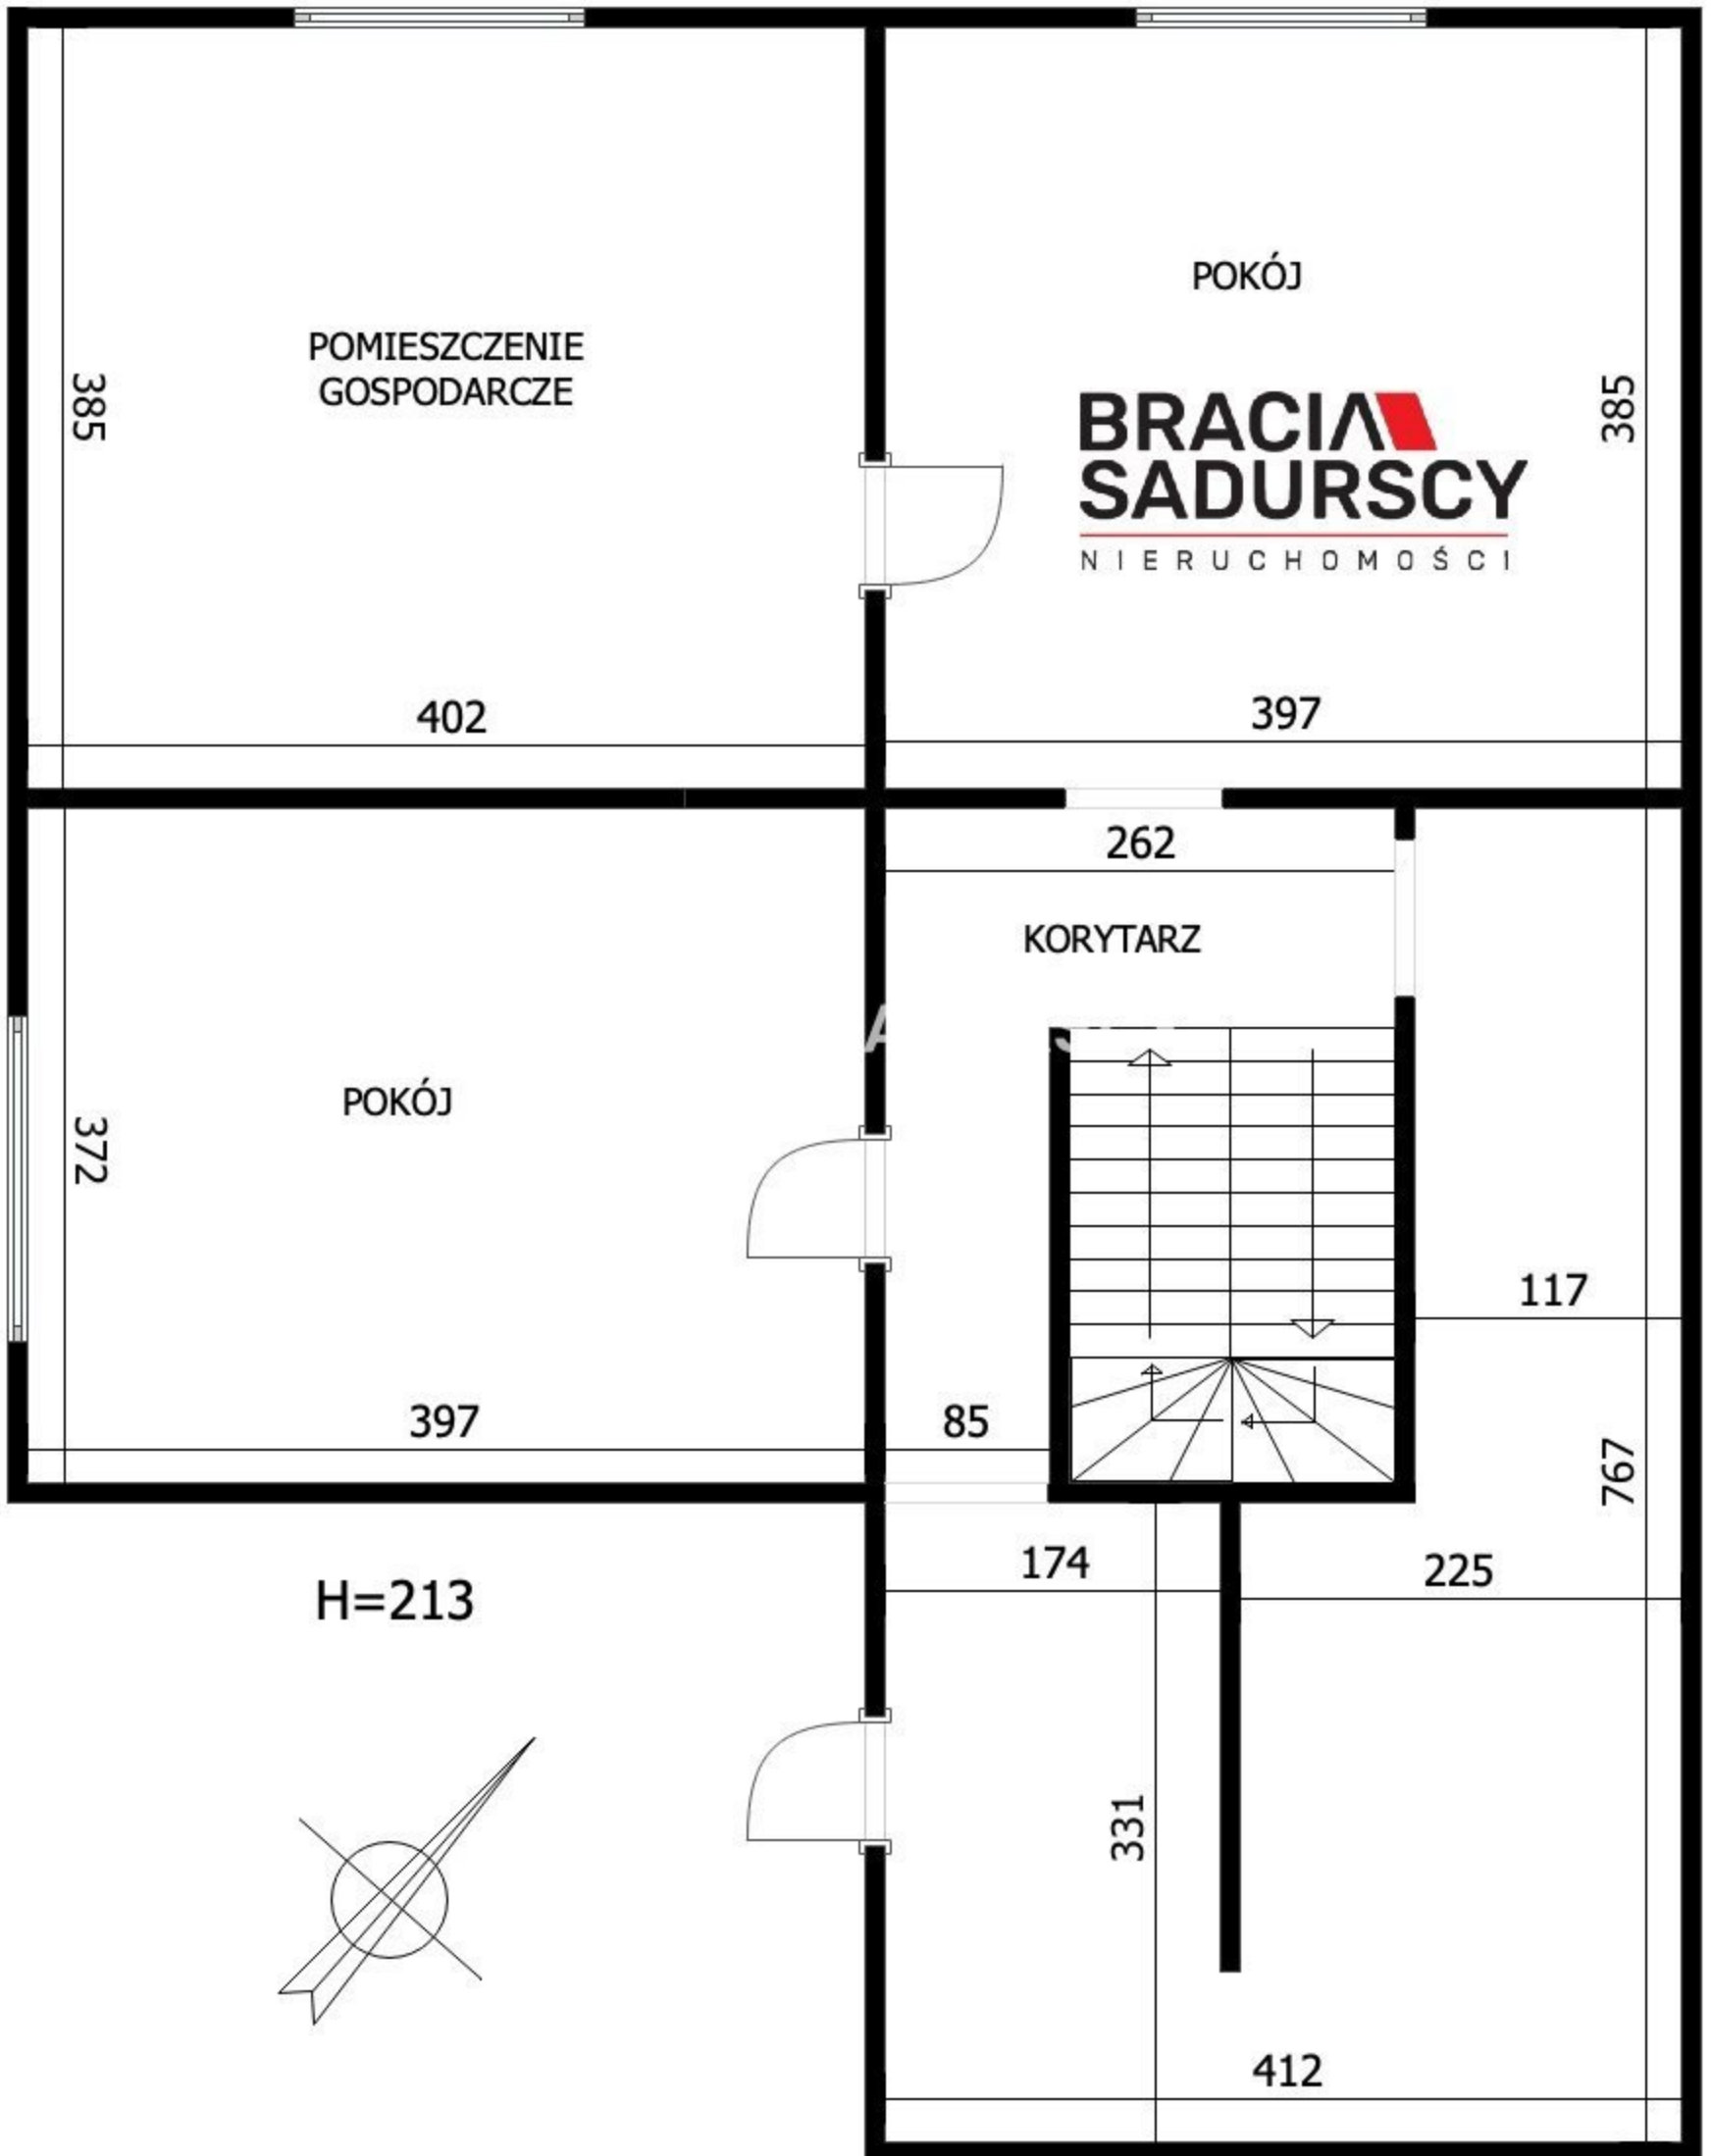 POMIESZCZENIE
GOSPODARCZE
385
402
POKÓJ
385
BRACIA
SADURSCY
NIERUCHOMOŚCI
397
262
KORYTARZ
POKÓJ
372
397
85
117
767
174
225
H=213
331
412